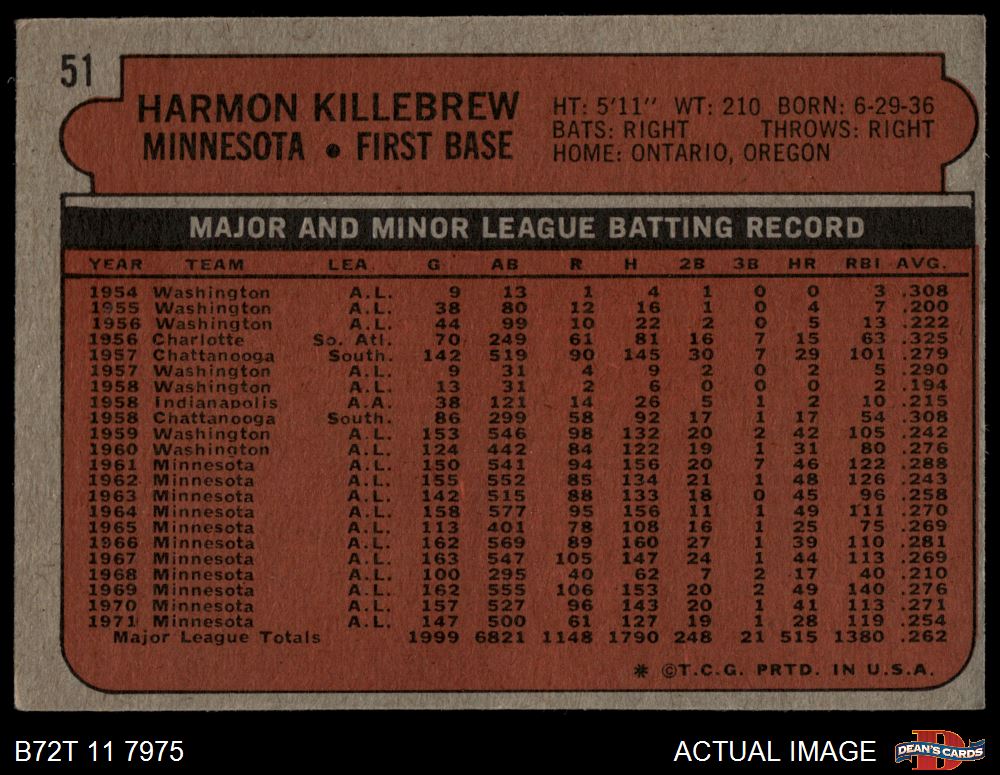 51
HARMON KILLEBREW
MINNESOTA • FIRST BASE
HT: 5'11" WT: 210 BORN: 6-29-36
BATS: RIGHT THROWS: RIGHT
HOME: ONTARIO, OREGON
MAJOR AND MINOR LEAGUE BATTING RECORD
YEAR TEAM LEA G AB R H 2B 3B HR RBI AVG.
1954 Washington A.L. 9 13 1 4 1 0 0 3 .308
1955 Washington A.L. 38 80 12 16 1 0 4 7 .200
1956 Washington A.L. 44 99 10 22 2 0 5 13 .222
1956 Charlotte So. Atl. 70 249 61 81 16 7 15 63 .325
1957 Chattanooga South. 142 519 90 145 30 7 29 101 .279
1957 Washington A.L. 9 31 4 9 2 0 2 5 .290
1958 Washington A.L. 13 31 2 6 0 0 0 2 .194
1958 Indianapolis A.A. 38 121 14 26 5 1 2 10 .215
1958 Chattanooga South. 86 299 58 92 17 1 17 54 .308
1959 Washington A.L. 153 546 98 132 20 2 42 105 .242
1960 Washington A.L. 124 442 84 122 19 1 31 80 .276
1961 Minnesota A.L. 150 541 94 156 20 7 46 122 .288
1962 Minnesota A.L. 155 552 85 134 21 1 48 126 .243
1963 Minnesota A.L. 142 515 88 133 18 0 45 96 .258
1964 Minnesota A.L. 158 577 95 156 11 1 49 111 .270
1965 Minnesota A.L. 113 401 78 108 16 1 25 75 .269
1966 Minnesota A.L. 162 569 89 160 27 1 39 110 .281
1967 Minnesota A.L. 163 547 105 147 24 1 44 113 .269
1968 Minnesota A.L. 100 295 40 62 7 2 17 40 .210
1969 Minnesota A.L. 162 555 106 153 20 2 49 140 .276
1970 Minnesota A.L. 157 527 96 143 20 1 41 113 .271
1971 Minnesota A.L. 147 500 61 127 19 1 28 119 .254
Major League Totals 1999 6821 1148 1790 248 21 515 1380 .262
* ©T.C.G. PRTD. IN U.S.A.
B72T 11 7975
ACTUAL IMAGE
DEAN'S CARDS